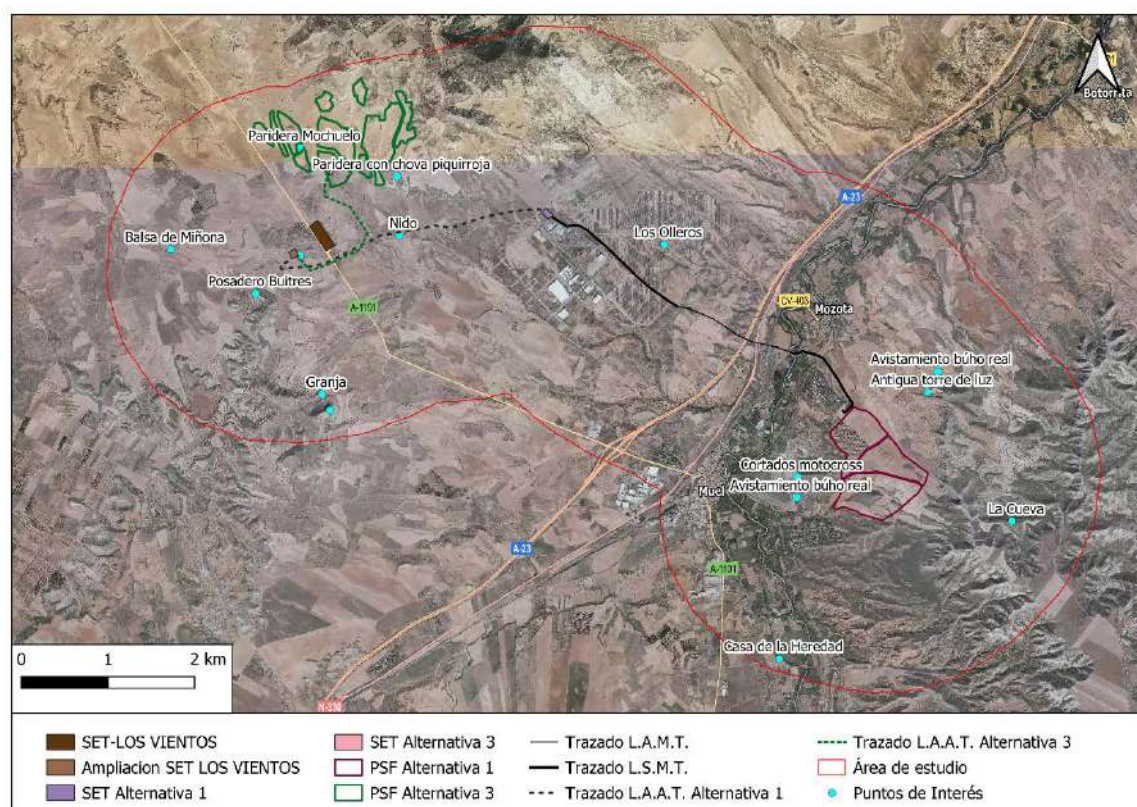 Botorrita
Paridera Mochuelo
Paridera con chova piquirroja
A-23
Nido
Los Olleros
Balsa de Miñona
Posadero Buitres
A-1101
CV-403
Mozota
Avistamiento búho real
Antigua torre de luz
Granja
Cortados motocross
Muel
Avistamiento búho real
La Cueva
A-23
A-1101
Casa de la Heredad
0 1 2 km
N-330
SET-LOS VIENTOS
SET Alternativa 3
Trazado L.A.M.T.
Trazado L.A.A.T. Alternativa 3
Ampliacion SET LOS VIENTOS
PSF Alternativa 1
Trazado L.S.M.T.
Área de estudio
SET Alternativa 1
PSF Alternativa 3
Trazado L.A.A.T. Alternativa 1
Puntos de Interés